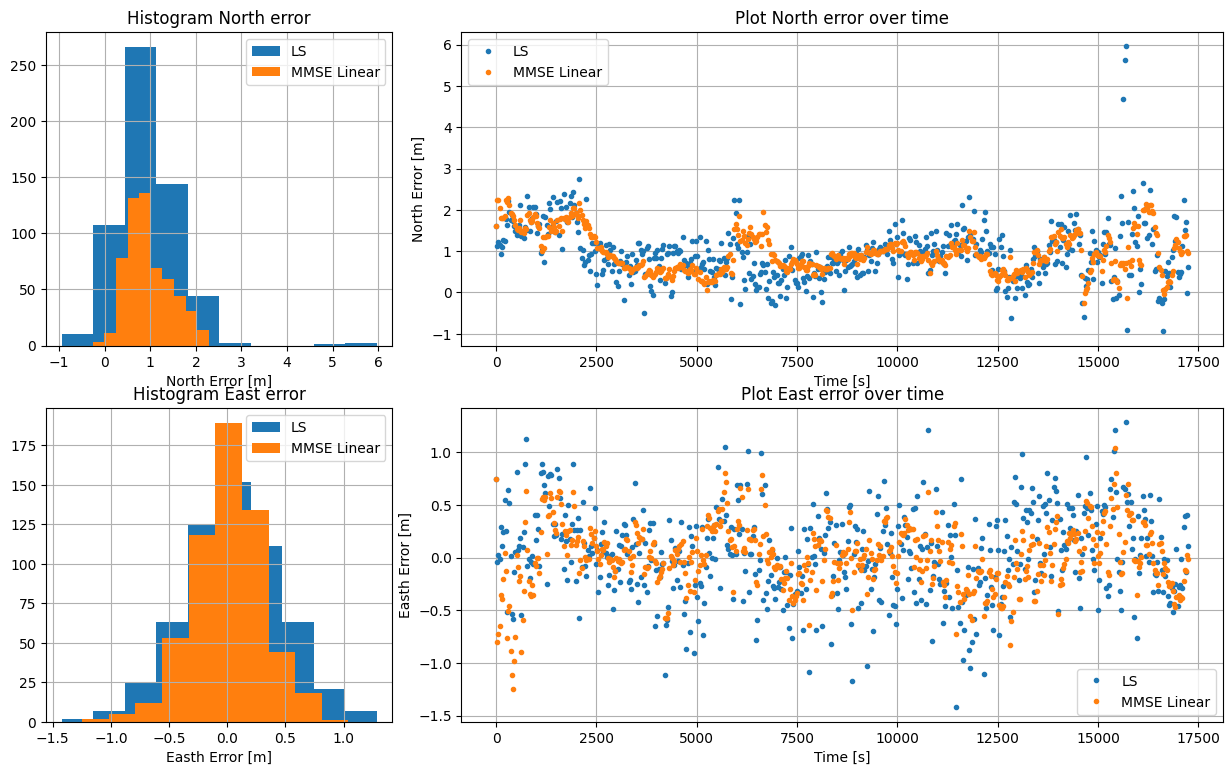 Histogram North error
LS
MMSE Linear
250
200
150
100
50
0
−1 0 1 2 3 4 5 6
North Error [m]
Plot North error over time
LS
MMSE Linear
6
5
4
3
2
1
0
−1
North Error [m]
0 2500 5000 7500 10000 12500 15000 17500
Time [s]
Histogram East error
LS
MMSE Linear
175
150
125
100
75
50
25
0
−1.5 −1.0 −0.5 0.0 0.5 1.0
Easth Error [m]
Plot East error over time
1.0
0.5
0.0
−0.5
−1.0
−1.5
Easth Error [m]
LS
MMSE Linear
0 2500 5000 7500 10000 12500 15000 17500
Time [s]